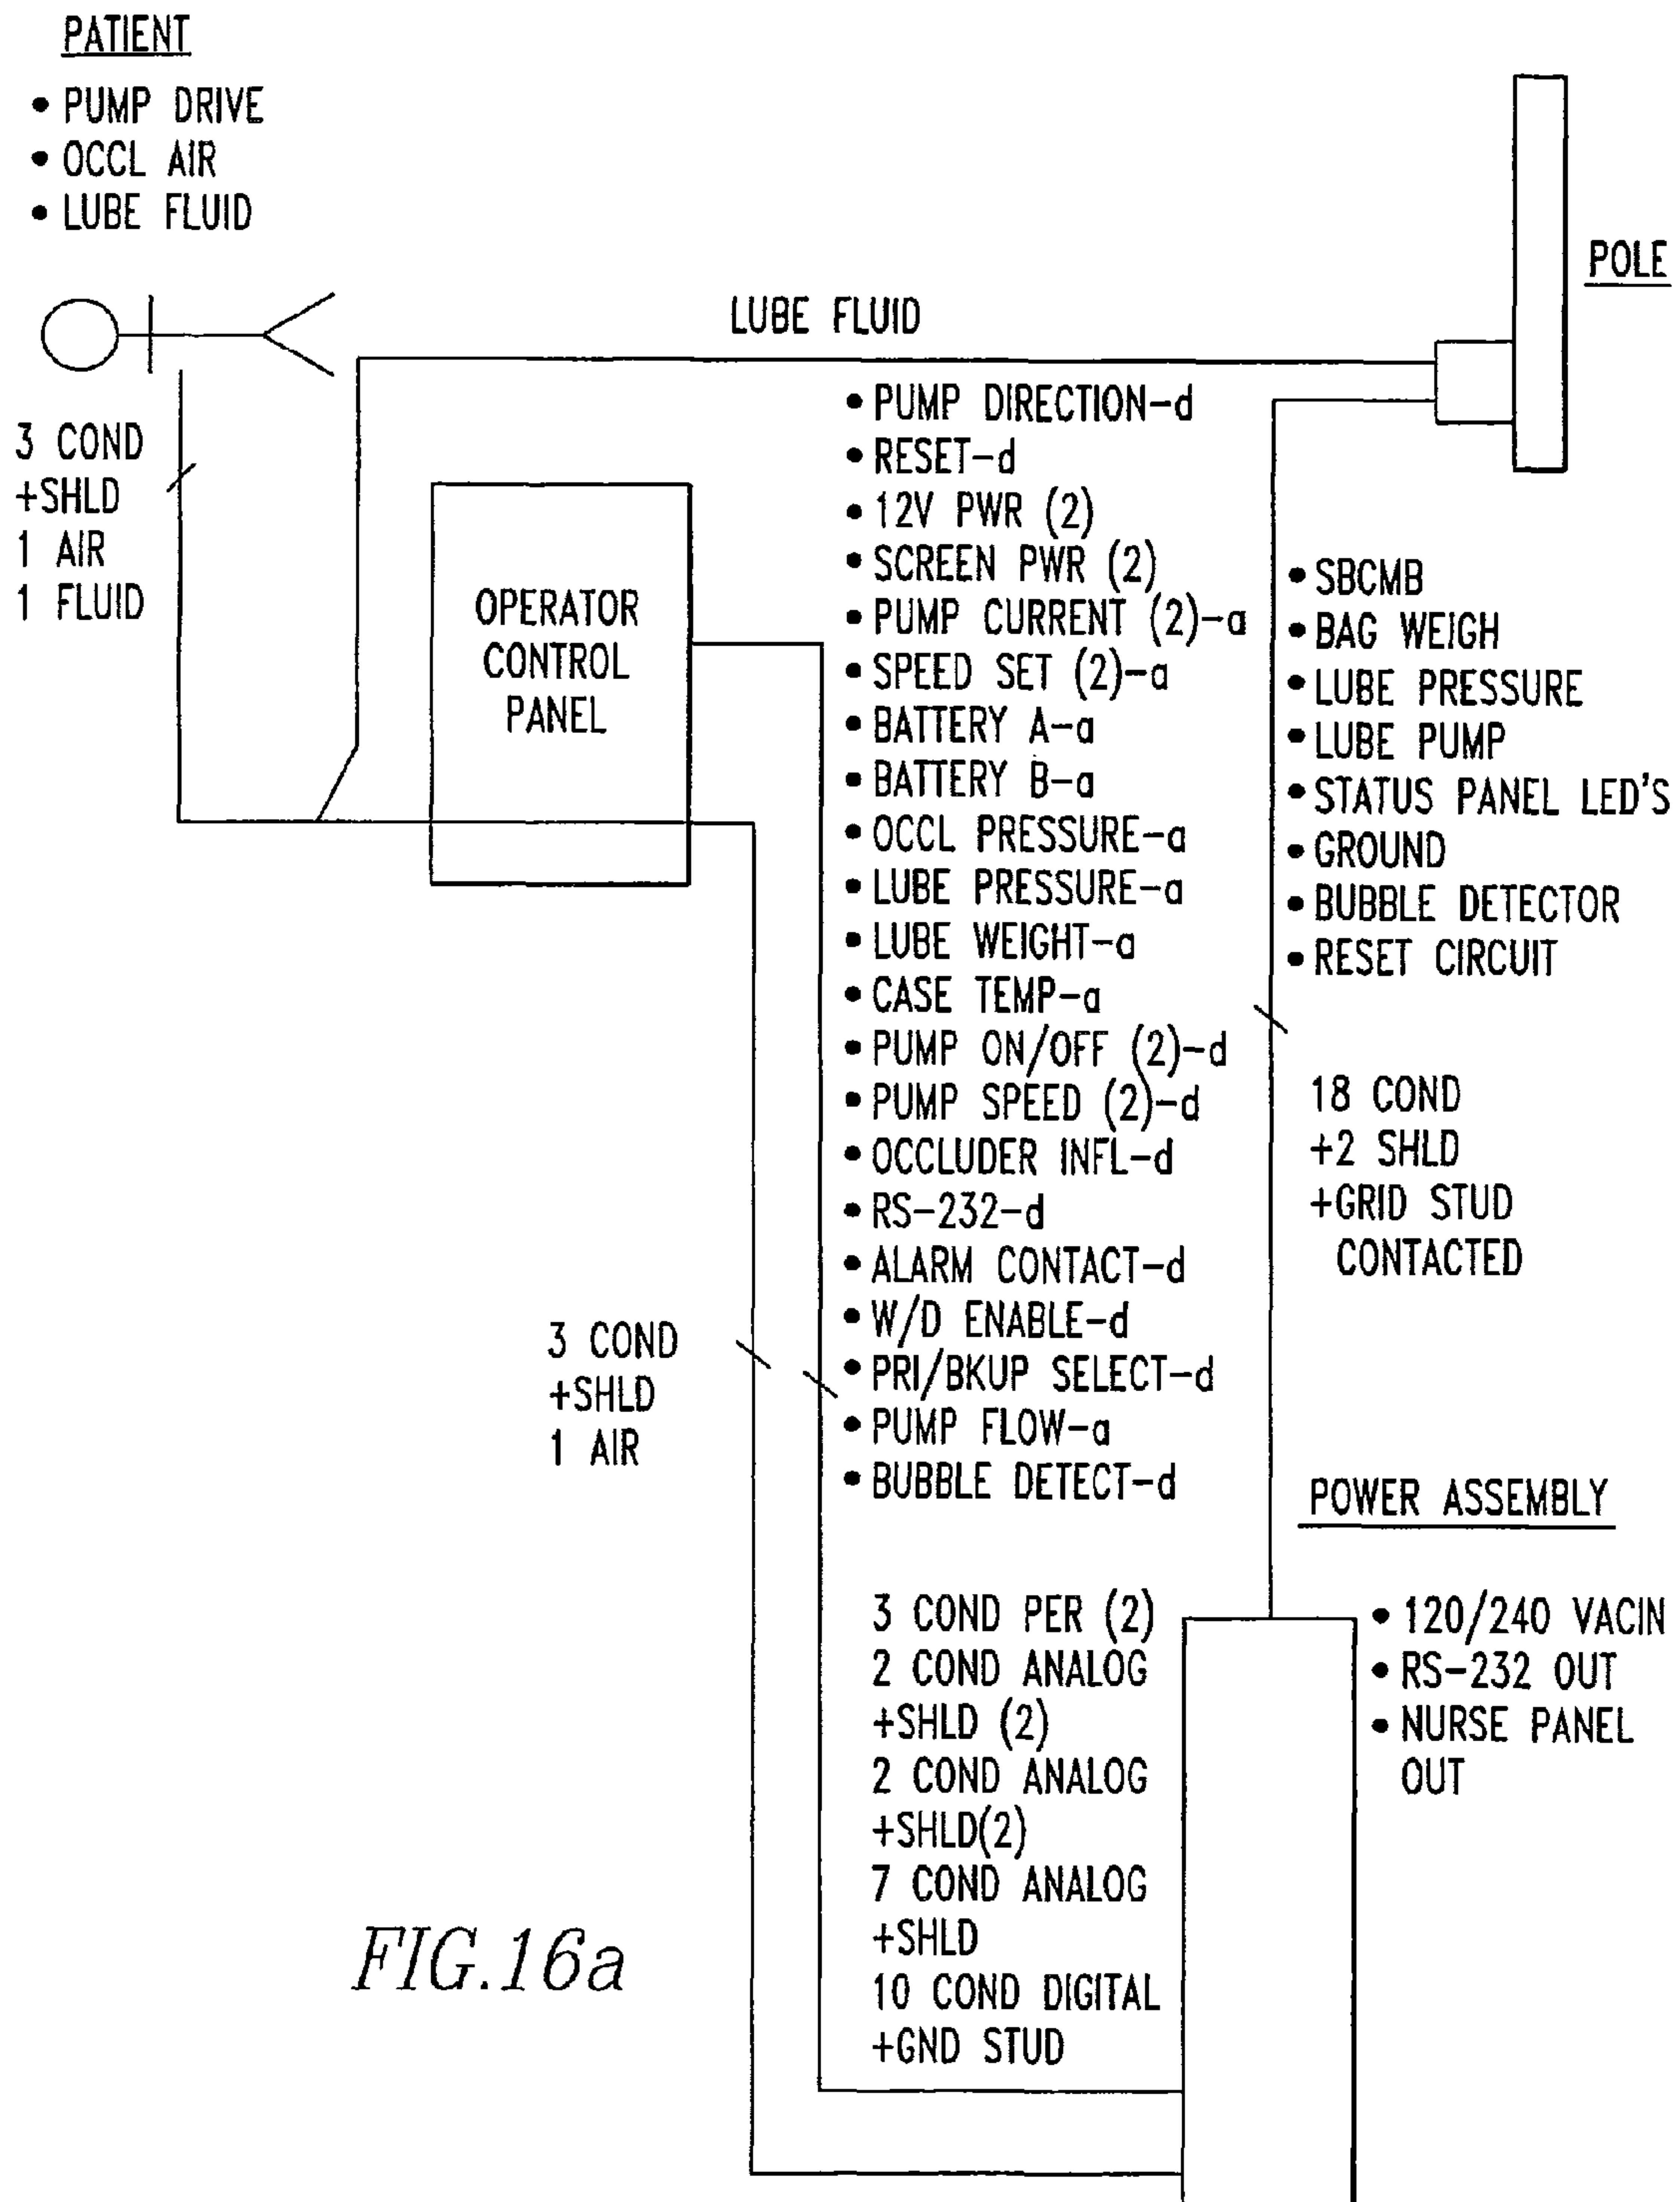 PATIENT
• PUMP DRIVE
• OCCL AIR
• LUBE FLUID
POLE
LUBE FLUID
3 COND
+SHLD
1 AIR
1 FLUID
OPERATOR
CONTROL
PANEL
• PUMP DIRECTION-d
• RESET-d
• 12V PWR (2)
• SCREEN PWR (2)
• PUMP CURRENT (2)-a
• SPEED SET (2)-a
• BATTERY A-a
• BATTERY B-a
• OCCL PRESSURE-a
• LUBE PRESSURE-a
• LUBE WEIGHT-a
• CASE TEMP-a
• PUMP ON/OFF (2)-d
• PUMP SPEED (2)-d
• OCCLUDER INFL-d
• RS-232-d
• ALARM CONTACT-d
• W/D ENABLE-d
• PRI/BKUP SELECT-d
• PUMP FLOW-a
• BUBBLE DETECT-d
• SBCMB
• BAG WEIGH
• LUBE PRESSURE
• LUBE PUMP
• STATUS PANEL LED'S
• GROUND
• BUBBLE DETECTOR
• RESET CIRCUIT
18 COND
+2 SHLD
+GRID STUD
CONTACTED
3 COND
+SHLD
1 AIR
POWER ASSEMBLY
• 120/240 VACIN
• RS-232 OUT
• NURSE PANEL
OUT
3 COND PER (2)
2 COND ANALOG
+SHLD (2)
2 COND ANALOG
+SHLD(2)
7 COND ANALOG
+SHLD
10 COND DIGITAL
+GND STUD
FIG.16a